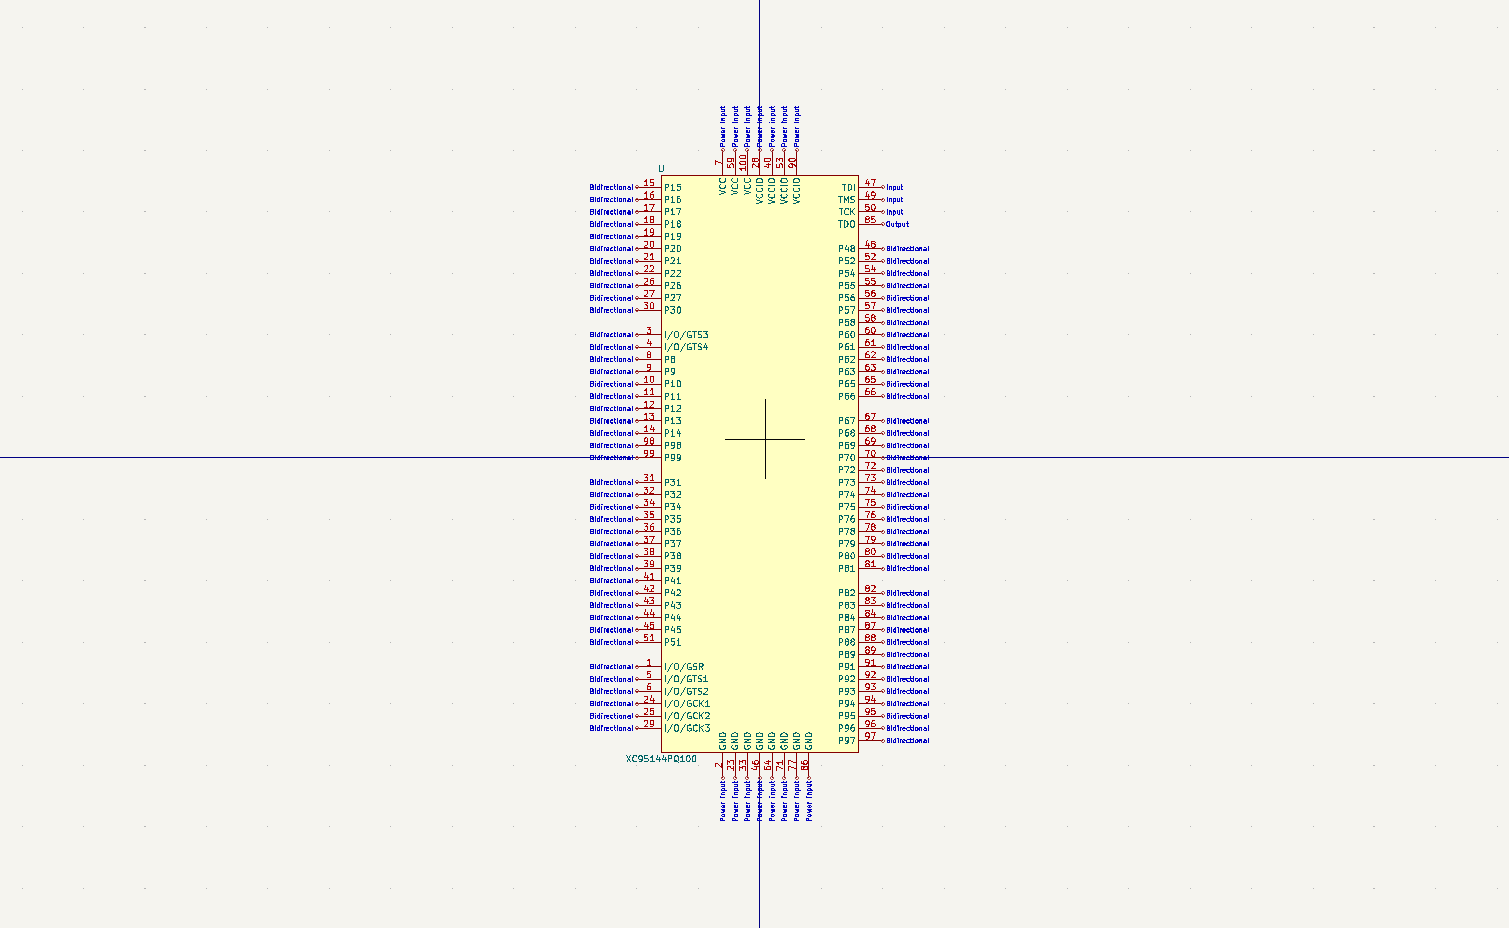 Power Input
Power Input
Power Input
Power Input
Power Input
Power Input
Power Input
7 VCC
59 VCC
100 VCC
28 VCCIO
40 VCCIO
53 VCCIO
90 VCCIO
U
Bidirectional 15 P15
Bidirectional 16 P16
Bidirectional 17 P17
Bidirectional 18 P18
Bidirectional 19 P19
Bidirectional 20 P20
Bidirectional 21 P21
Bidirectional 22 P22
Bidirectional 26 P26
Bidirectional 27 P27
Bidirectional 30 P30
Bidirectional 3 I/O/GTS3
Bidirectional 4 I/O/GTS4
Bidirectional 8 P8
Bidirectional 9 P9
Bidirectional 10 P10
Bidirectional 11 P11
Bidirectional 12 P12
Bidirectional 13 P13
Bidirectional 14 P14
Bidirectional 98 P98
Bidirectional 99 P99
Bidirectional 31 P31
Bidirectional 32 P32
Bidirectional 34 P34
Bidirectional 35 P35
Bidirectional 36 P36
Bidirectional 37 P37
Bidirectional 38 P38
Bidirectional 39 P39
Bidirectional 41 P41
Bidirectional 42 P42
Bidirectional 43 P43
Bidirectional 44 P44
Bidirectional 45 P45
Bidirectional 51 P51
Bidirectional 1 I/O/GSR
Bidirectional 5 I/O/GTS1
Bidirectional 6 I/O/GTS2
Bidirectional 24 I/O/GCK1
Bidirectional 25 I/O/GCK2
Bidirectional 29 I/O/GCK3
TDI 47 Input
TMS 49 Input
TCK 50 Input
TDO 85 Output
P48 48 Bidirectional
P52 52 Bidirectional
P54 54 Bidirectional
P55 55 Bidirectional
P56 56 Bidirectional
P57 57 Bidirectional
P58 58 Bidirectional
P60 60 Bidirectional
P61 61 Bidirectional
P62 62 Bidirectional
P63 63 Bidirectional
P65 65 Bidirectional
P66 66 Bidirectional
P67 67 Bidirectional
P68 68 Bidirectional
P69 69 Bidirectional
P70 70 Bidirectional
P72 72 Bidirectional
P73 73 Bidirectional
P74 74 Bidirectional
P75 75 Bidirectional
P76 76 Bidirectional
P78 78 Bidirectional
P79 79 Bidirectional
P80 80 Bidirectional
P81 81 Bidirectional
P82 82 Bidirectional
P83 83 Bidirectional
P84 84 Bidirectional
P87 87 Bidirectional
P88 88 Bidirectional
P89 89 Bidirectional
P91 91 Bidirectional
P92 92 Bidirectional
P93 93 Bidirectional
P94 94 Bidirectional
P95 95 Bidirectional
P96 96 Bidirectional
P97 97 Bidirectional
XC95144PQ100
GND 2
GND 23
GND 33
GND 46
GND 64
GND 71
GND 77
GND 86
Power Input
Power Input
Power Input
Power Input
Power Input
Power Input
Power Input
Power Input